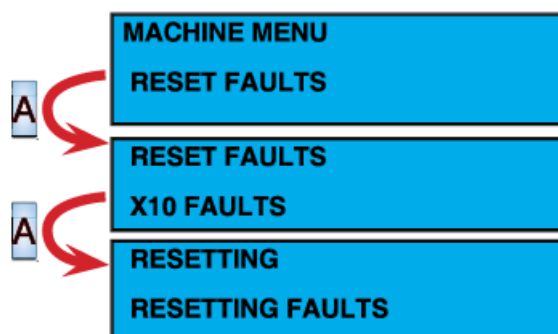 MACHINE MENU
RESET FAULTS
A
RESET FAULTS
X10 FAULTS
A
RESETTING
RESETTING FAULTS